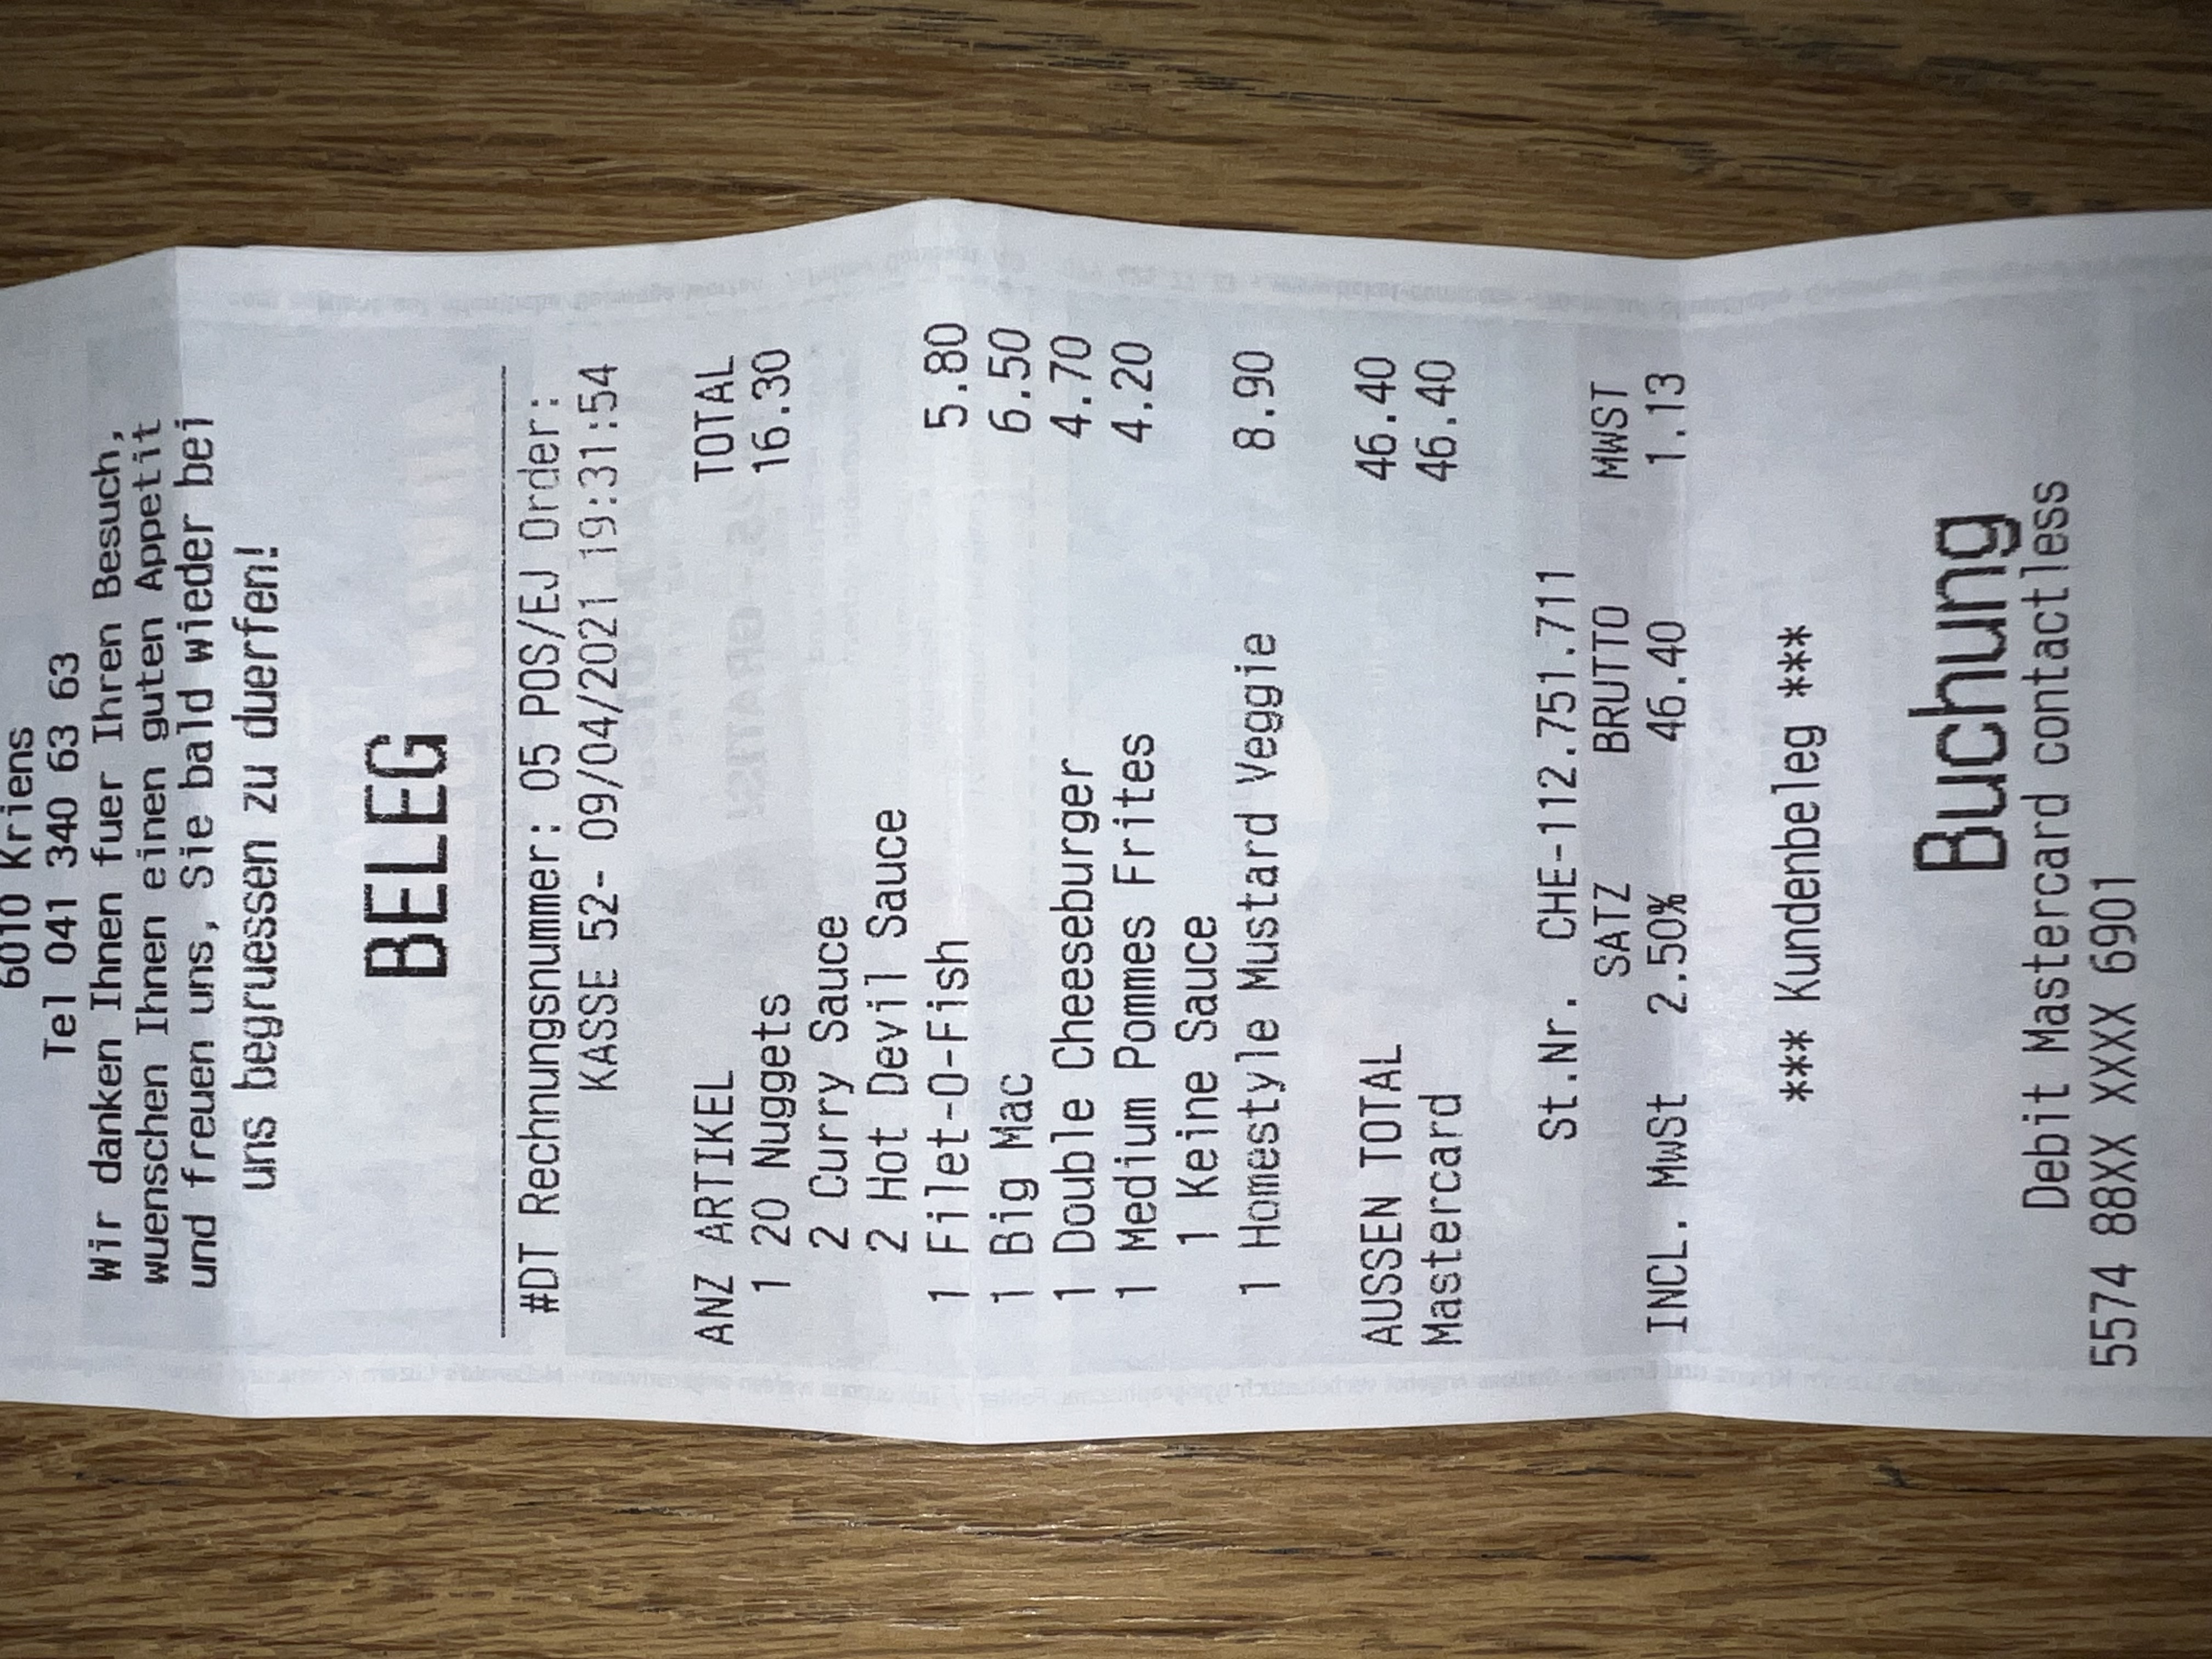 6010 Kriens
Tel 041 340 63 63
Wir danken Ihnen fuer Ihren Besuch,
wuenschen Ihnen einen guten Appetit
und freuen uns, Sie bald wieder bei
uns begruessen zu duerfen!
BELEG
#DT Rechnungsnummer: 05 POS/EJ Order:
KASSE 52- 09/04/2021 19:31:54
ANZ ARTIKEL TOTAL
1 20 Nuggets 16.30
2 Curry Sauce
2 Hot Devil Sauce
1 Filet-O-Fish 5.80
1 Big Mac 6.50
1 Double Cheeseburger 4.70
1 Medium Pommes Frites 4.20
1 Keine Sauce
1 Homestyle Mustard Veggie 8.90
AUSSEN TOTAL 46.40
Mastercard 46.40
St.Nr. CHE-112.751.711
SATZ BRUTTO MWST
INCL. MwSt 2.50% 46.40 1.13
*** Kundenbeleg ***
Buchung
Debit Mastercard contactless
5574 88XX XXXX 6901